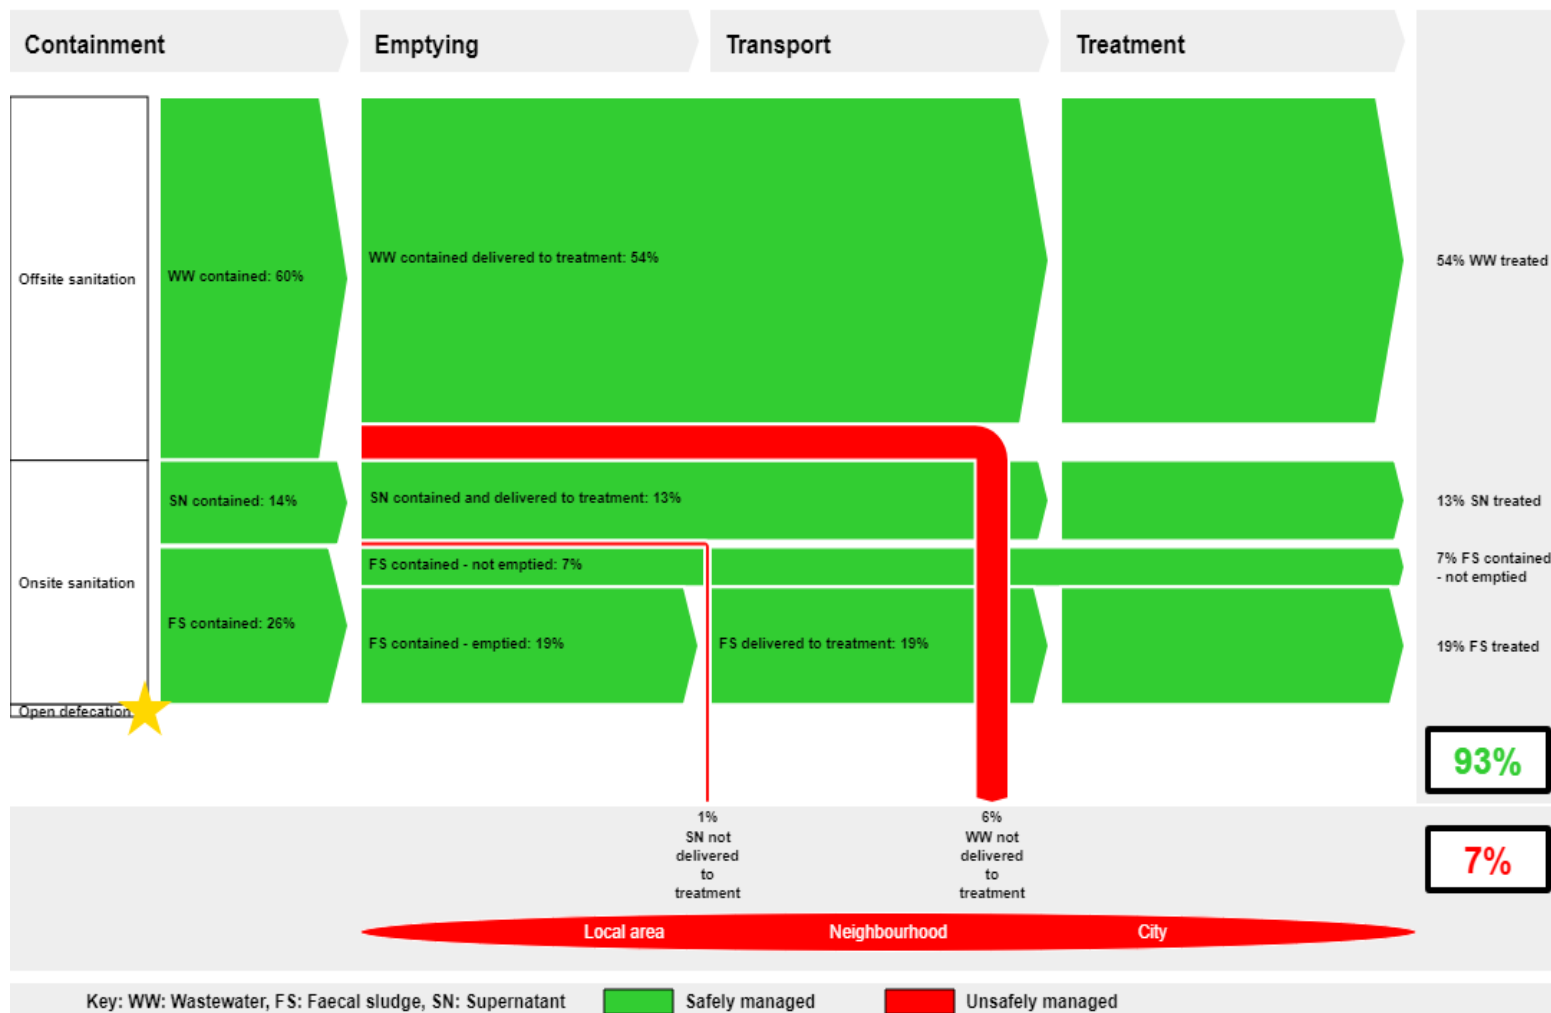 Containment
Emptying
Transport
Treatment
Offsite sanitation
WW contained: 60%
WW contained delivered to treatment: 54%
54% WW treated
SN contained: 14%
SN contained and delivered to treatment: 13%
13% SN treated
Onsite sanitation
FS contained - not emptied: 7%
7% FS contained
- not emptied
FS contained: 26%
FS contained - emptied: 19%
FS delivered to treatment: 19%
19% FS treated
Open defecation
93%
1%
SN not
delivered
to
treatment
6%
WW not
delivered
to
treatment
7%
Local area
Neighbourhood
City
Key: WW: Wastewater, FS: Faecal sludge, SN: Supernatant
Safely managed
Unsafely managed